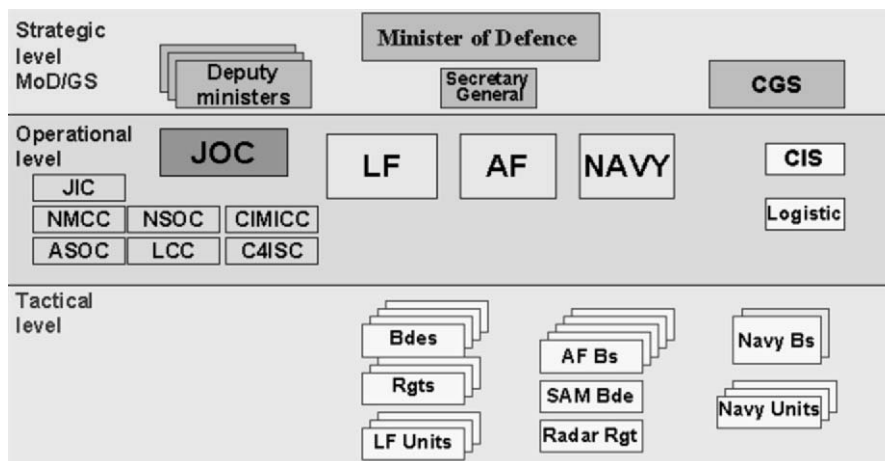 Strategic
level
MoD/GS
Minister of Defence
Deputy
ministers
Secretary
General
CGS
Operational
level
JOC
LF
AF
NAVY
CIS
JIC
NMCC
NSOC
CIMICC
Logistic
ASOC
LCC
C4ISC
Tactical
level
Bdes
AF Bs
Navy Bs
Rgts
SAM Bde
Navy Units
LF Units
Radar Rgt